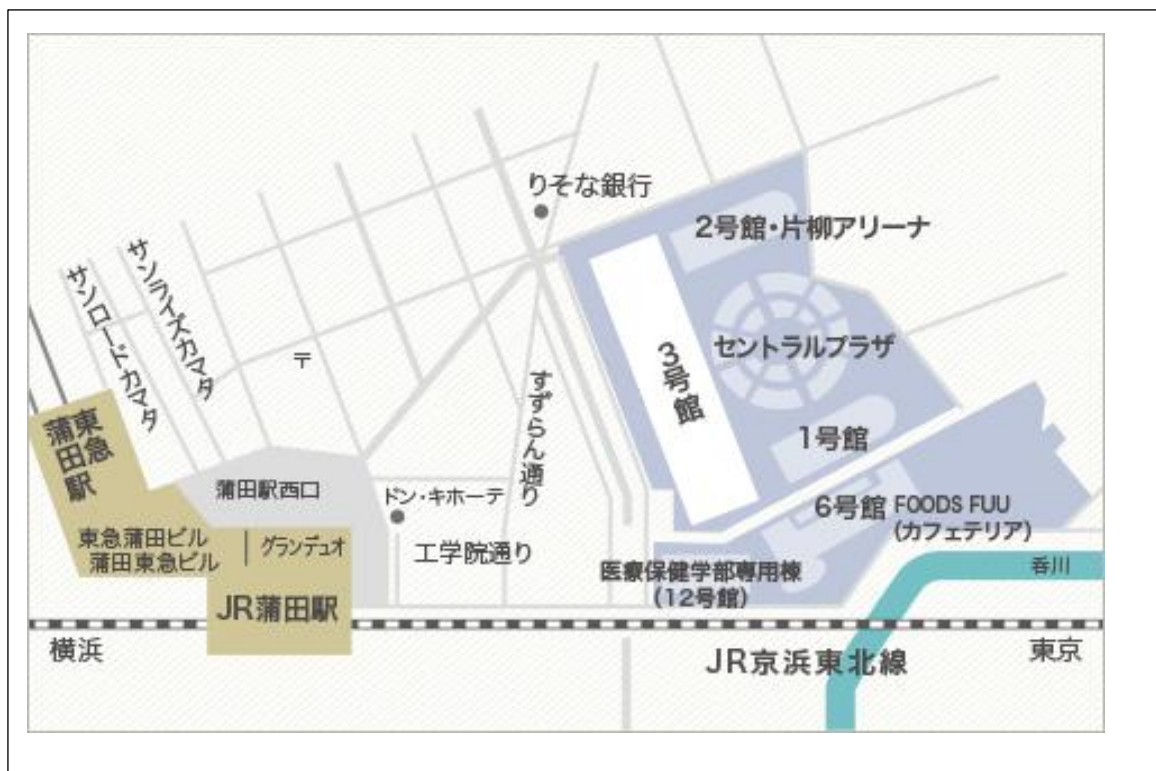 りそな銀行
2号館・片柳アリーナ
サンライズカマタ
サンロードカマタ
セントラルプラザ
3号館
〒
すずらん通り
東急
蒲田駅
1号館
蒲田駅西口
ドン・キホーテ
6号館 FOODS FUU
(カフェテリア)
東急蒲田ビル
蒲田東急ビル
グランデュオ
工学院通り
医療保健学部専用棟
(12号館)
呑川
JR蒲田駅
横浜
JR京浜東北線
東京